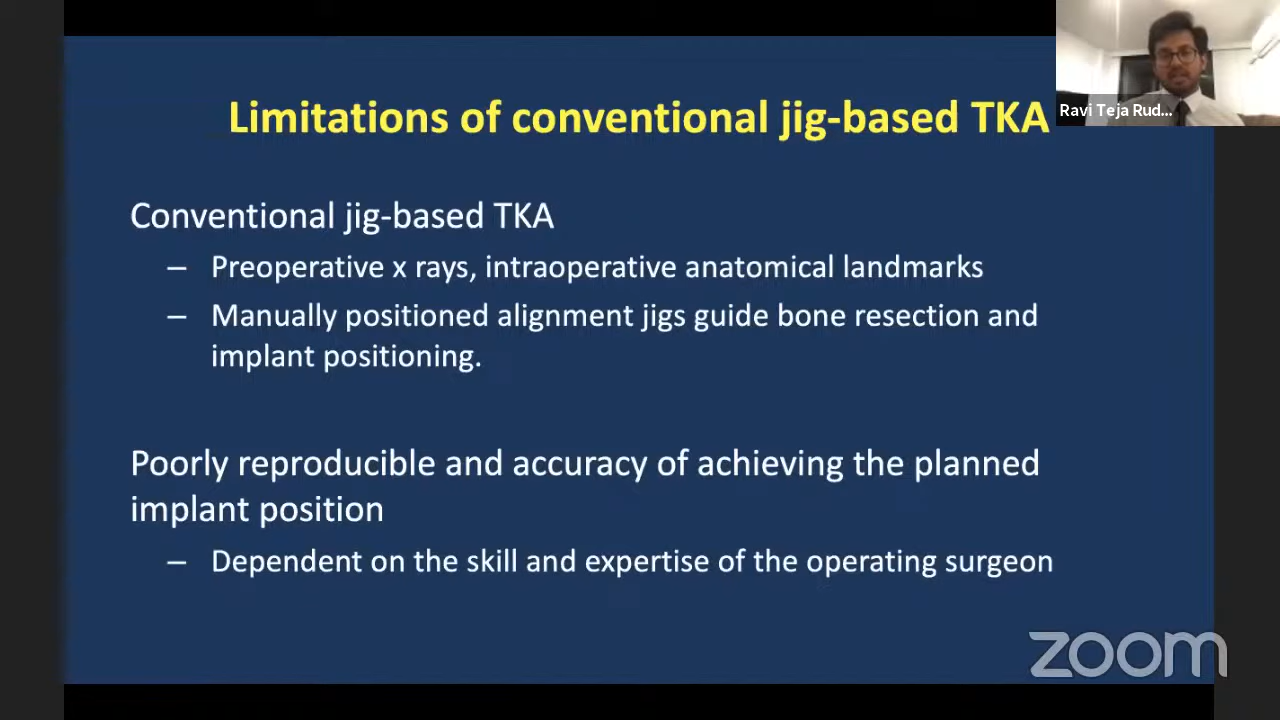 Limitations of conventional jig-based TKA
Ravi Teja Rud...
Conventional jig-based TKA
– Preoperative x rays, intraoperative anatomical landmarks
– Manually positioned alignment jigs guide bone resection and
implant positioning.
Poorly reproducible and accuracy of achieving the planned
implant position
– Dependent on the skill and expertise of the operating surgeon
zoom